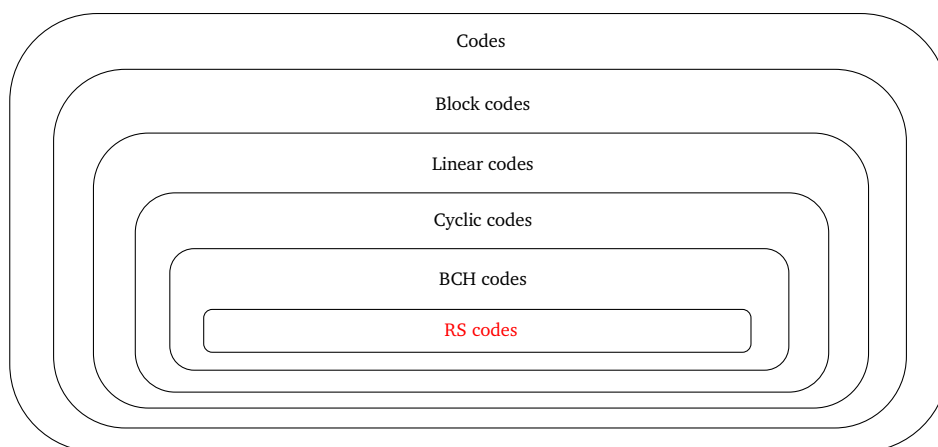 Codes
Block codes
Linear codes
Cyclic codes
BCH codes
RS codes